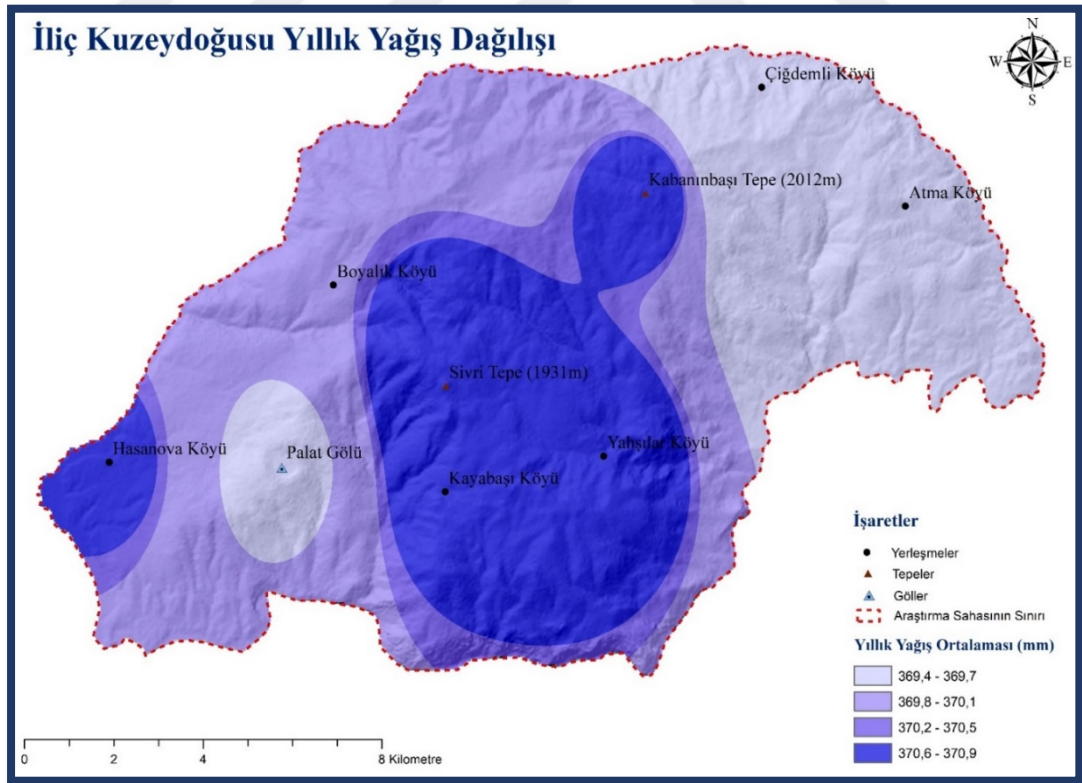 İliç Kuzeydoğusu Yıllık Yağış Dağılışı
N
W
E
S
Çiğdemli Köyü
Kabanınbaşı Tepe (2012m)
Atma Köyü
Boyalık Köyü
Sivri Tepe (1931m)
Hasanova Köyü
Palat Gölü
Yahşılar Köyü
Kayabaşı Köyü
İşaretler
Yerleşmeler
Tepeler
Göller
Araştırma Sahasının Sınırı
Yıllık Yağış Ortalaması (mm)
369,4 - 369,7
369,8 - 370,1
370,2 - 370,5
370,6 - 370,9
0 2 4 8 Kilometre